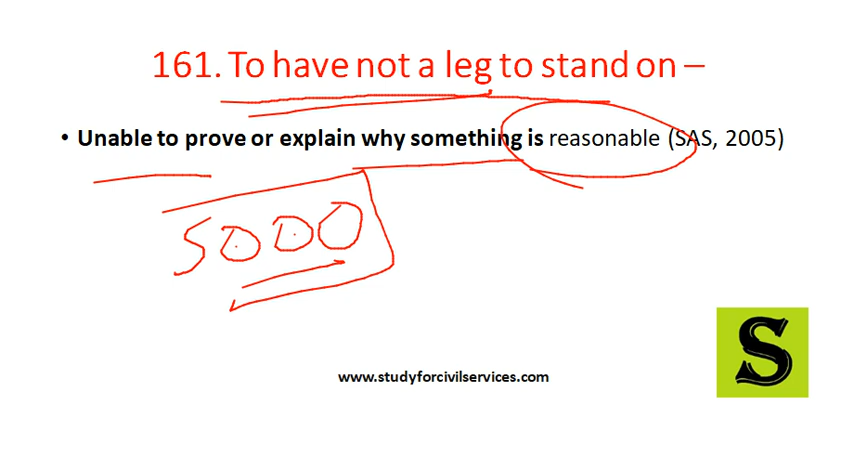 161. To have not a leg to stand on –
• Unable to prove or explain why something is reasonable (SAS, 2005)
5000
www.studyforcivilservices.com
S